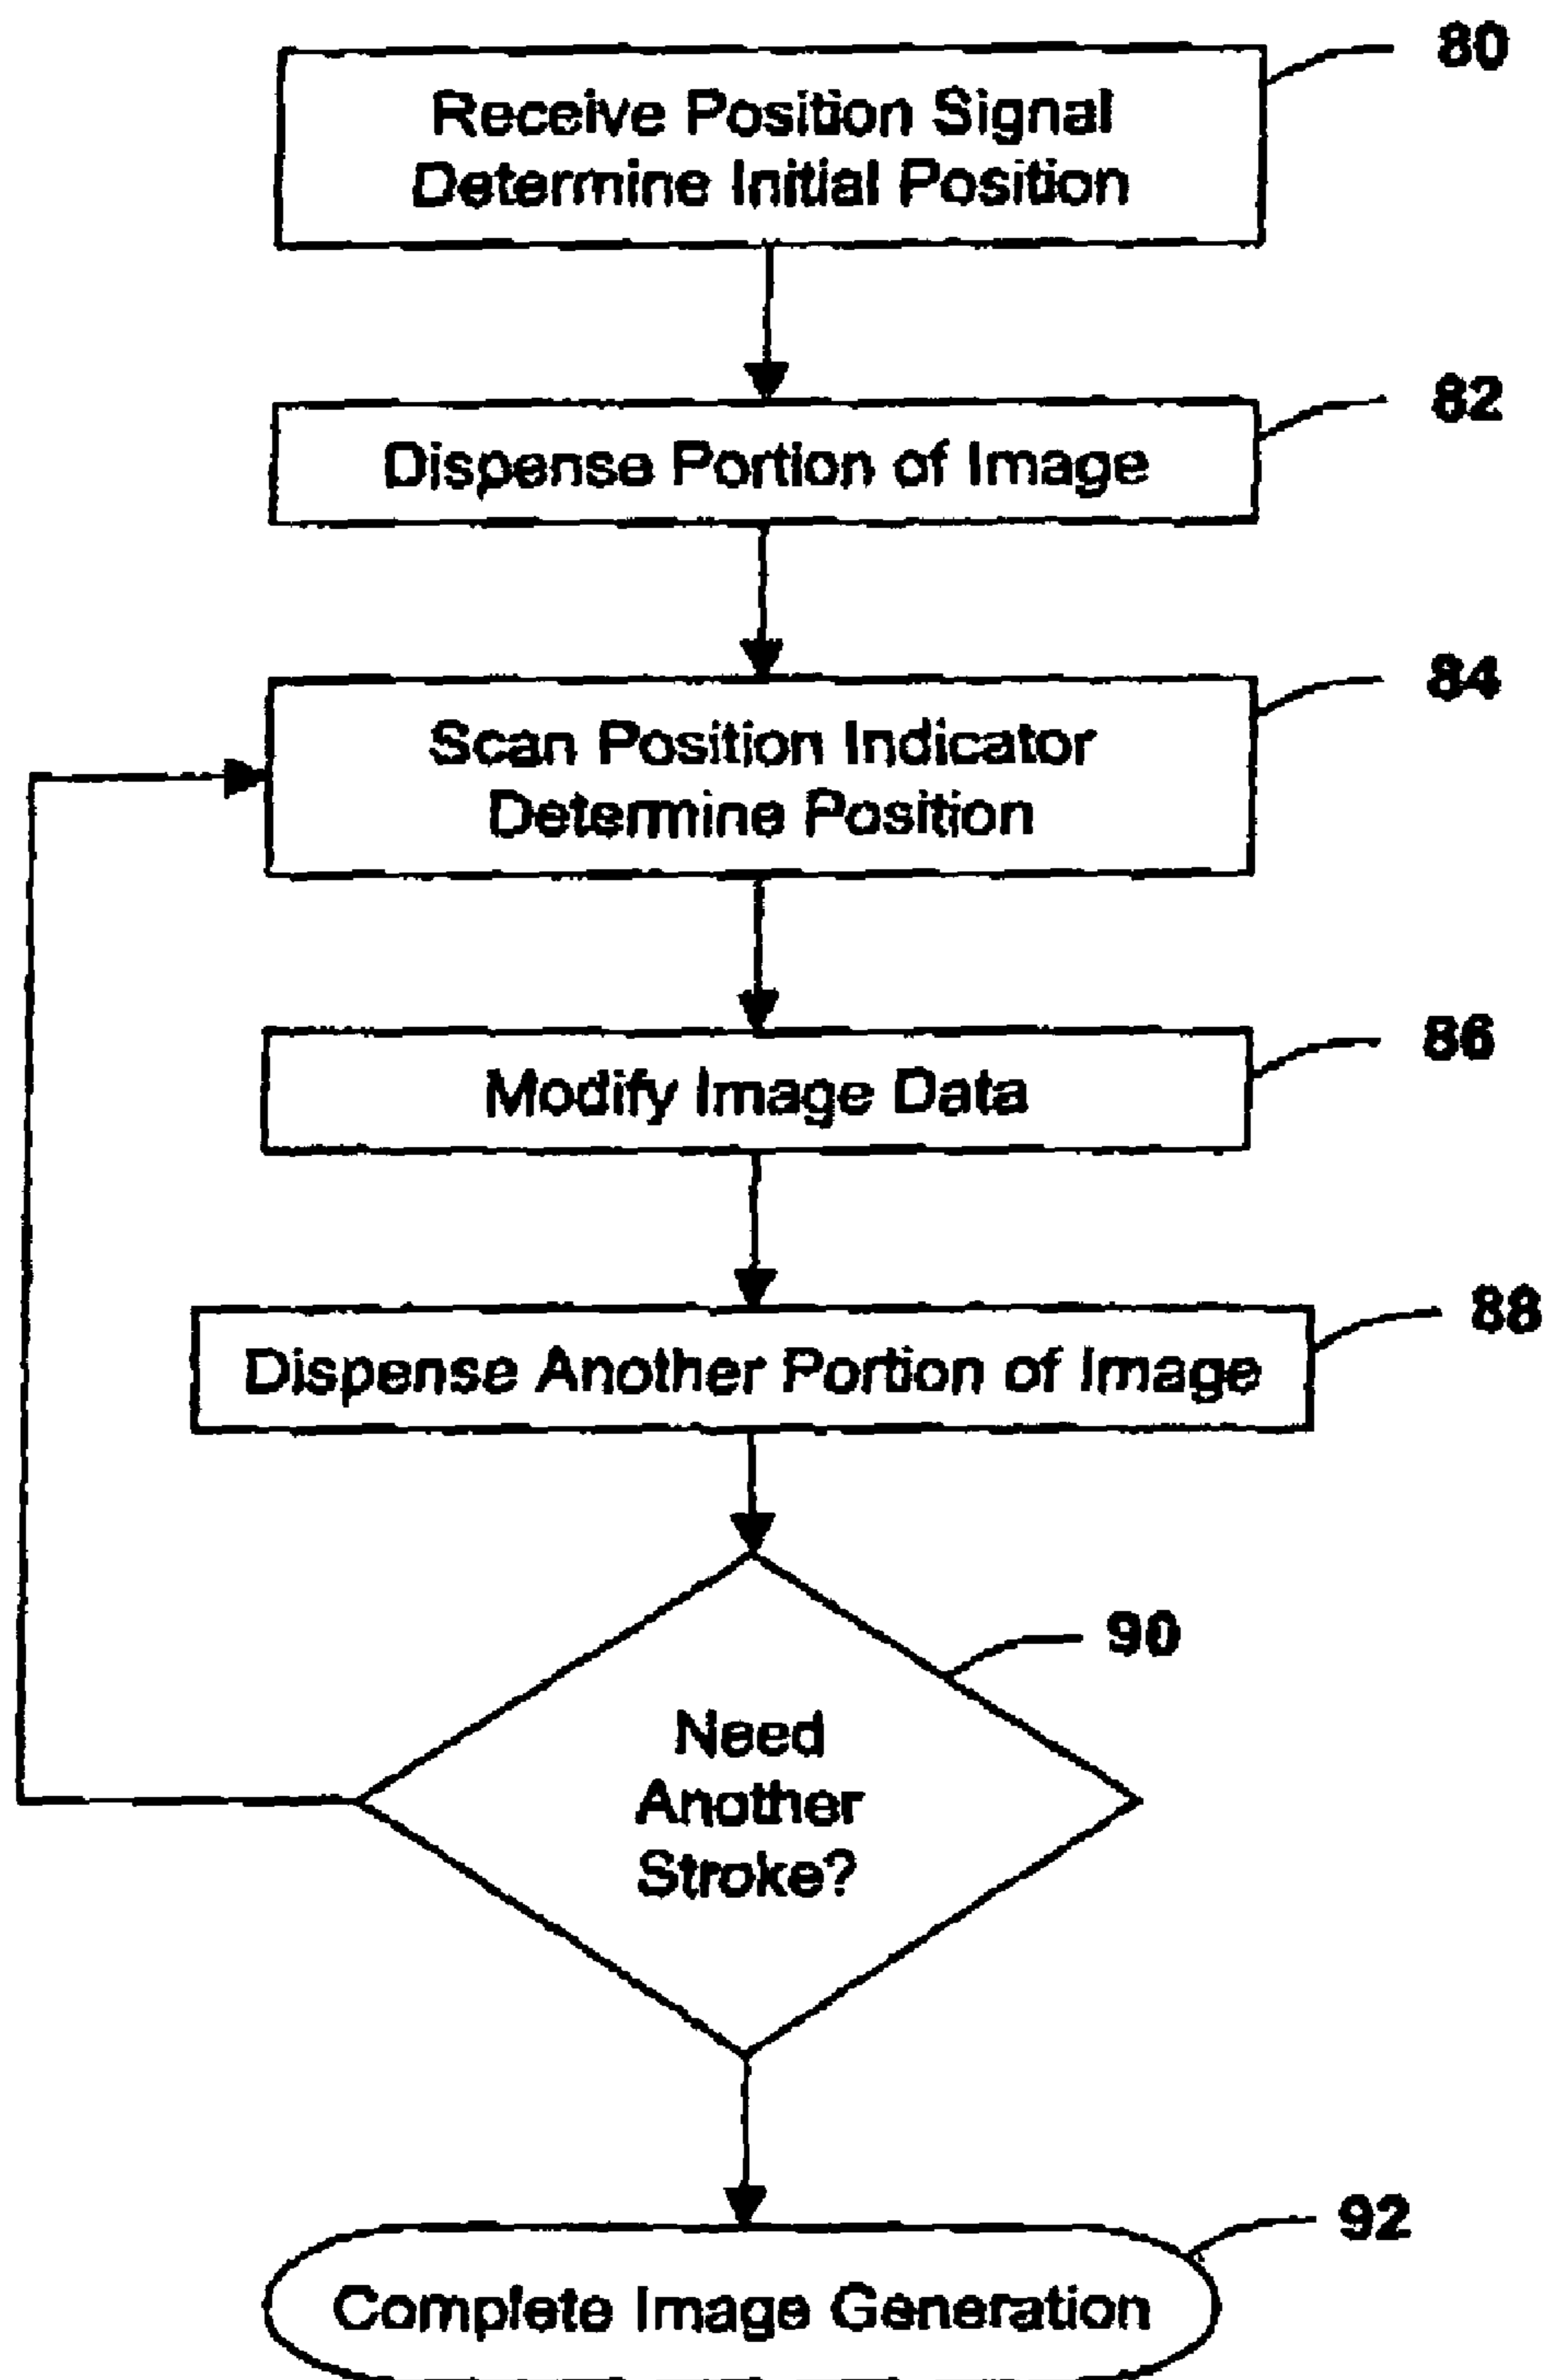 80
Receive Position Signal
Determine Initial Position
82
Dispense Portion of Image
84
Scan Position Indicator
Determine Position
86
Modify Image Data
88
Dispense Another Portion of Image
90
Need
Another
Stroke?
92
Complete Image Generation